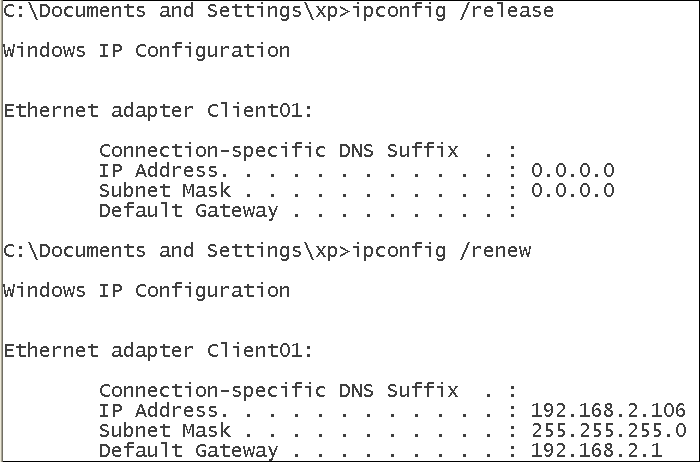 C:\Documents and Settings\xp>ipconfig /release
Windows IP Configuration
Ethernet adapter Client01:
Connection-specific DNS Suffix . :
IP Address. . . . . . . . . . . . : 0.0.0.0
Subnet Mask . . . . . . . . . . . : 0.0.0.0
Default Gateway . . . . . . . . . :
C:\Documents and Settings\xp>ipconfig /renew
Windows IP Configuration
Ethernet adapter Client01:
Connection-specific DNS Suffix . :
IP Address. . . . . . . . . . . . : 192.168.2.106
Subnet Mask . . . . . . . . . . . : 255.255.255.0
Default Gateway . . . . . . . . . : 192.168.2.1